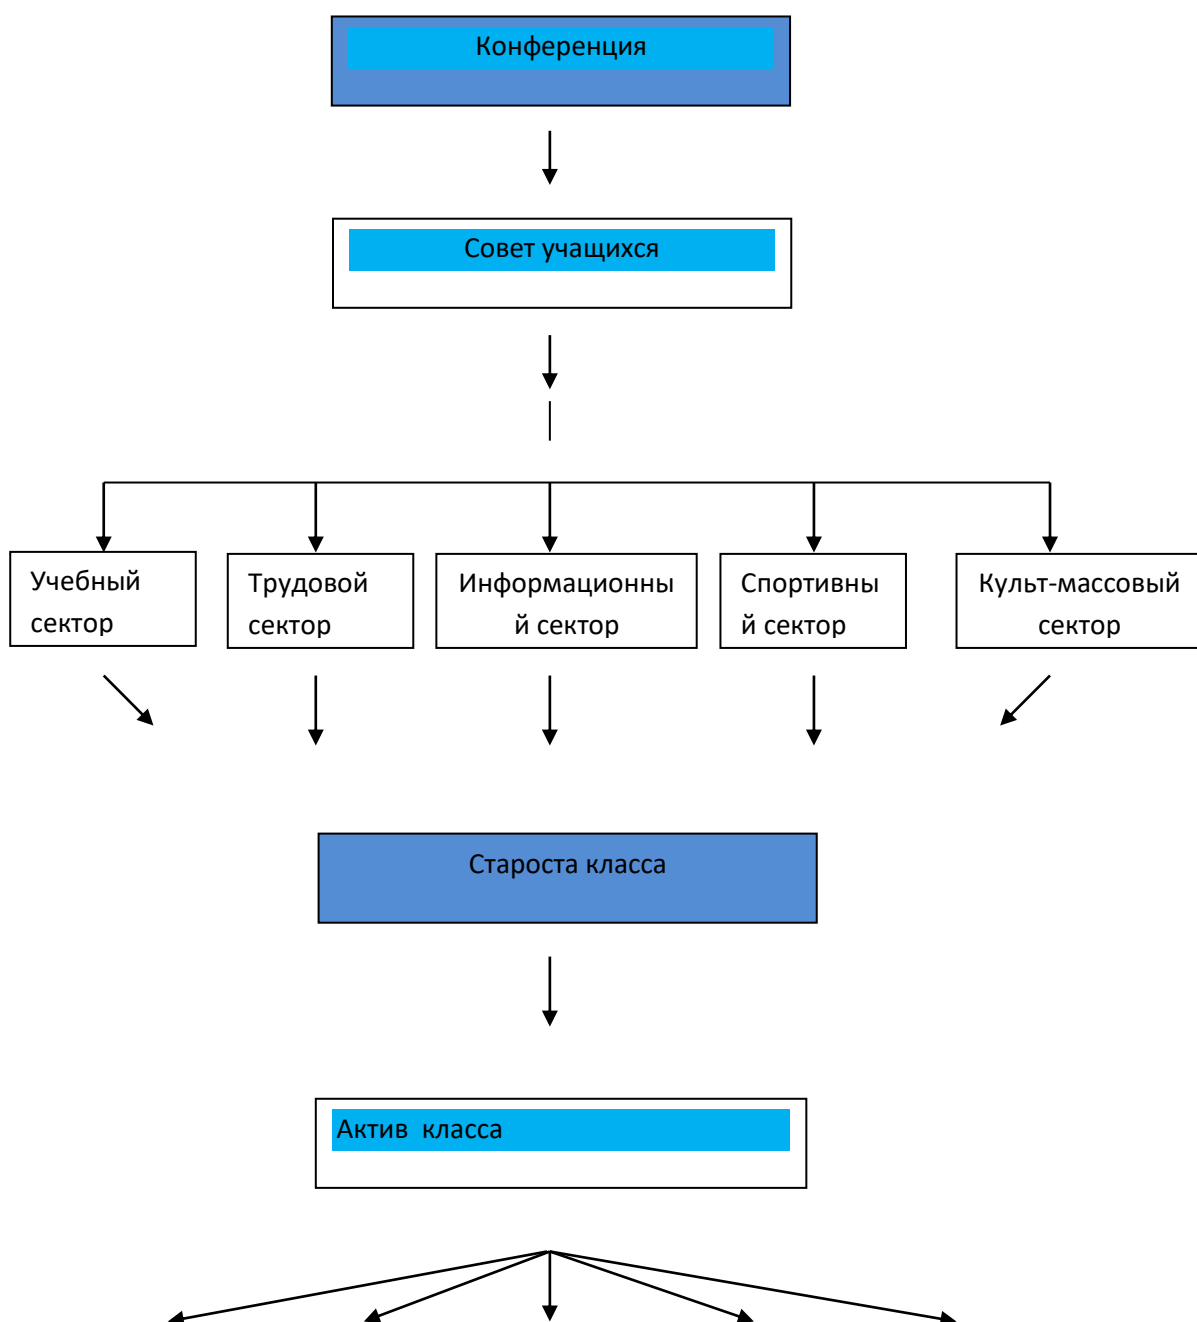 Конференция
Совет учащихся
Учебный
сектор
Трудовой
сектор
Информационны
й сектор
Спортивны
й сектор
Культ-массовый
сектор
Староста класса
Актив  класса